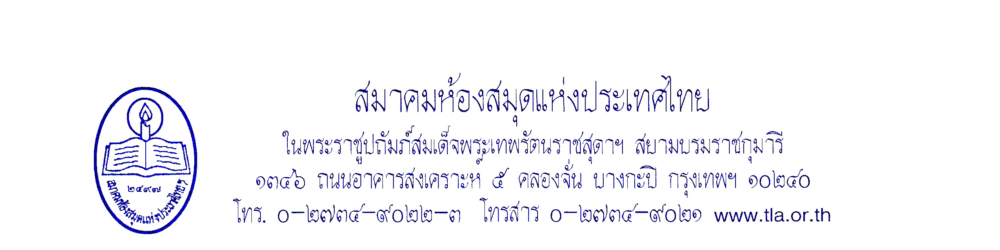 สมาคมห้องสมุดแห่งประเทศไทย
ในพระราชูปถัมภ์สมเด็จพระเทพรัตนราชสุดาฯ สยามบรมราชกุมารี
๑๓๔๖ ถนนอาคารสงเคราะห์ ๕ คลองจั่น บางกะปิ กรุงเทพฯ ๑๐๒๔๐
โทร. ๐-๒๗๓๔-๙๐๒๒-๓ โทรสาร ๐-๒๗๓๔-๙๐๒๑ www.tla.or.th
๒๔๙๗
สมาคมห้องสมุดแห่งประเทศไทยฯ